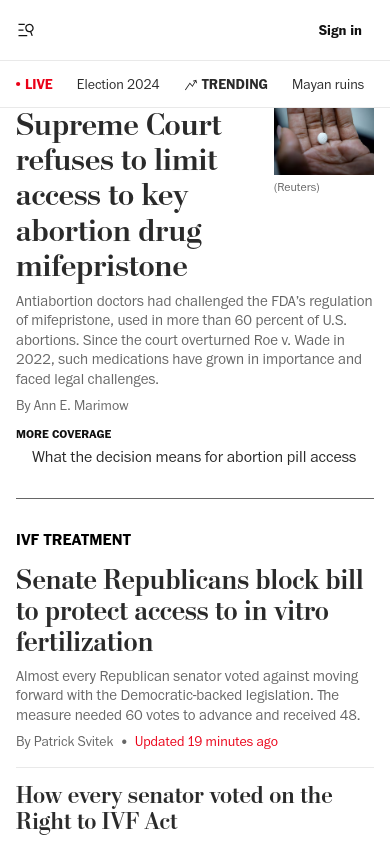 Sign in
• LIVE Election 2024 TRENDING Mayan ruins
Supreme Court
refuses to limit
access to key
abortion drug
mifepristone
(Reuters)
Antiabortion doctors had challenged the FDA's regulation
of mifepristone, used in more than 60 percent of U.S.
abortions. Since the court overturned Roe v. Wade in
2022, such medications have grown in importance and
faced legal challenges.
By Ann E. Marimow
MORE COVERAGE
What the decision means for abortion pill access
IVF TREATMENT
Senate Republicans block bill
to protect access to in vitro
fertilization
Almost every Republican senator voted against moving
forward with the Democratic-backed legislation. The
measure needed 60 votes to advance and received 48.
By Patrick Svitek • Updated 19 minutes ago
How every senator voted on the
Right to IVF Act